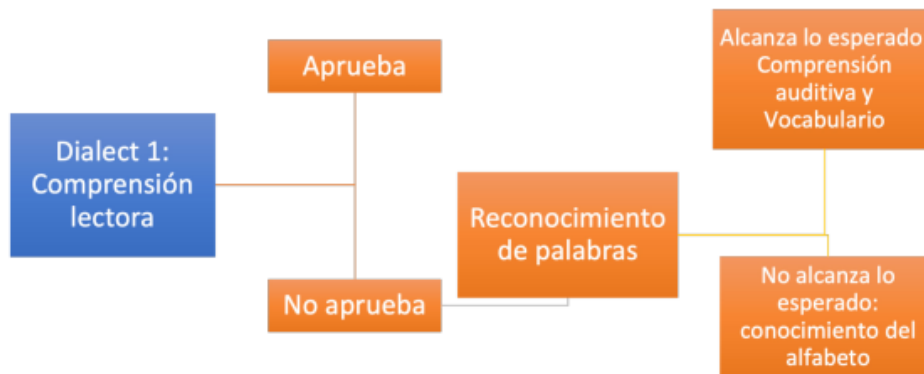 Dialect 1:
Comprensión
lectora
Aprueba
No aprueba
Reconocimiento
de palabras
Alcanza lo esperado
Comprensión
auditiva y
Vocabulario
No alcanza lo
esperado:
conocimiento del
alfabeto